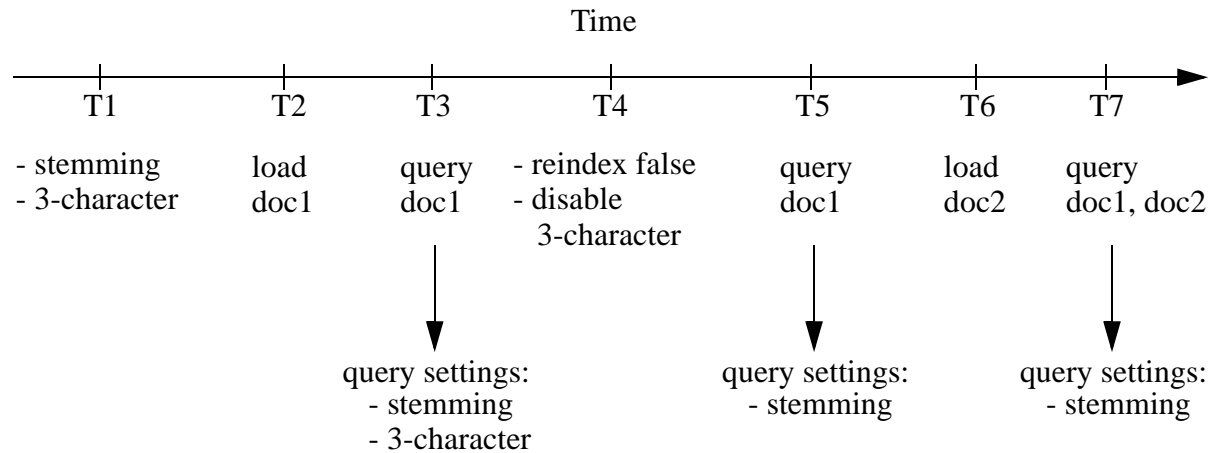 Time
T1 T2 T3 T4 T5 T6 T7
- stemming
- 3-character
load
doc1
query
doc1
- reindex false
- disable
3-character
query
doc1
load
doc2
query
doc1, doc2
query settings:
- stemming
- 3-character
query settings:
- stemming
query settings:
- stemming